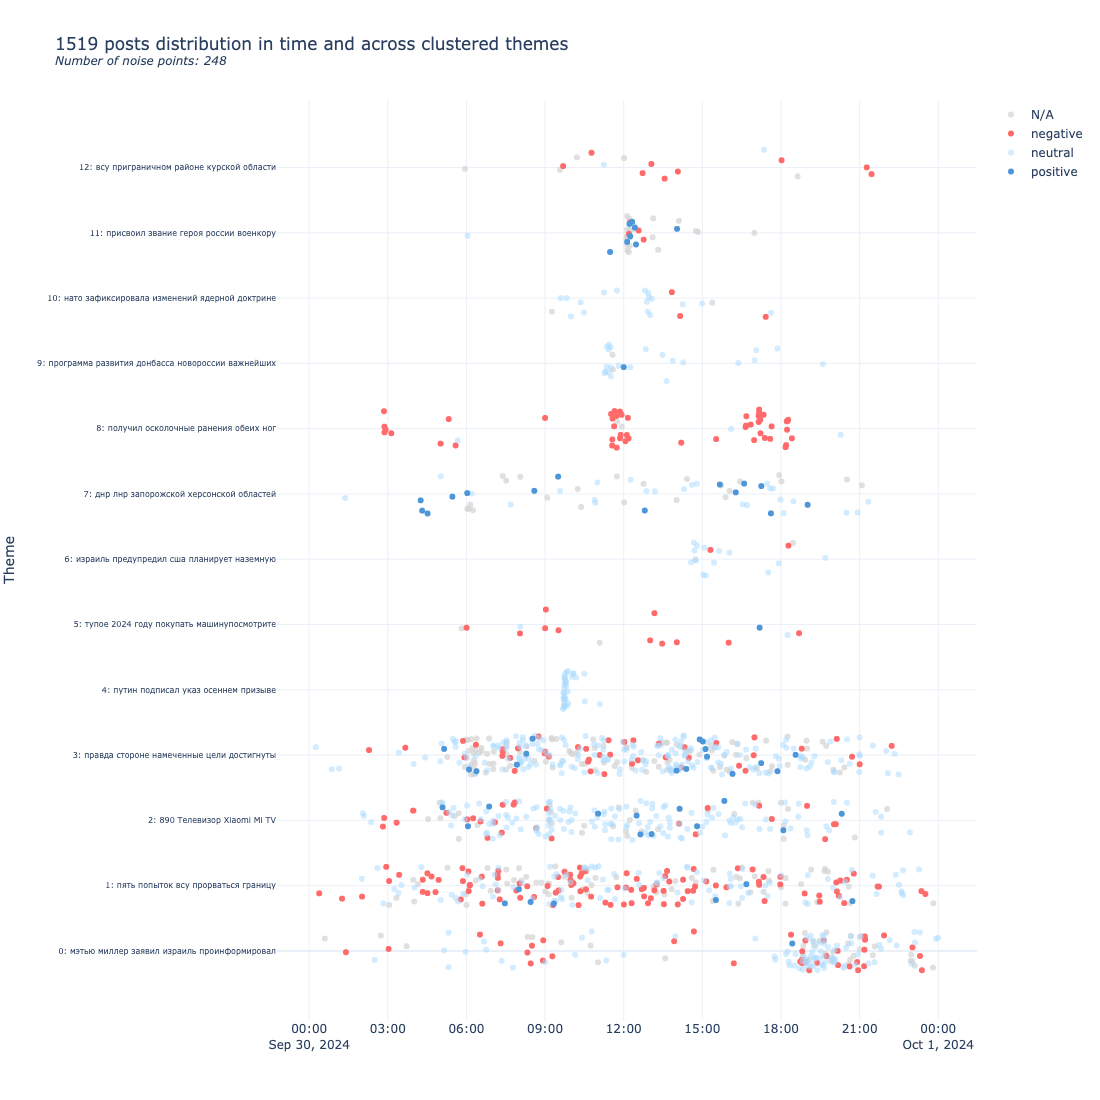 1519 posts distribution in time and across clustered themes
Number of noise points: 248
N/A
negative
neutral
positive
12: всу приграничном районе курской области
11: присвоил звание героя россии военкору
10: нато зафиксировала изменений ядерной доктрине
9: программа развития донбасса новороссии важнейших
8: получил осколочные ранения обеих ног
7: днр лнр запорожской херсонской областей
6: израиль предупредил сша планирует наземную
5: тупое 2024 году покупать машинупосмотрите
4: путин подписал указ осеннем призыве
3: правда стороне намеченные цели достигнуты
2: 890 Телевизор Xiaomi Mi TV
1: пять попыток всу прорваться границу
0: мэтью миллер заявил израиль проинформировал
Theme
00:00 03:00 06:00 09:00 12:00 15:00 18:00 21:00 00:00
Sep 30, 2024 Oct 1, 2024